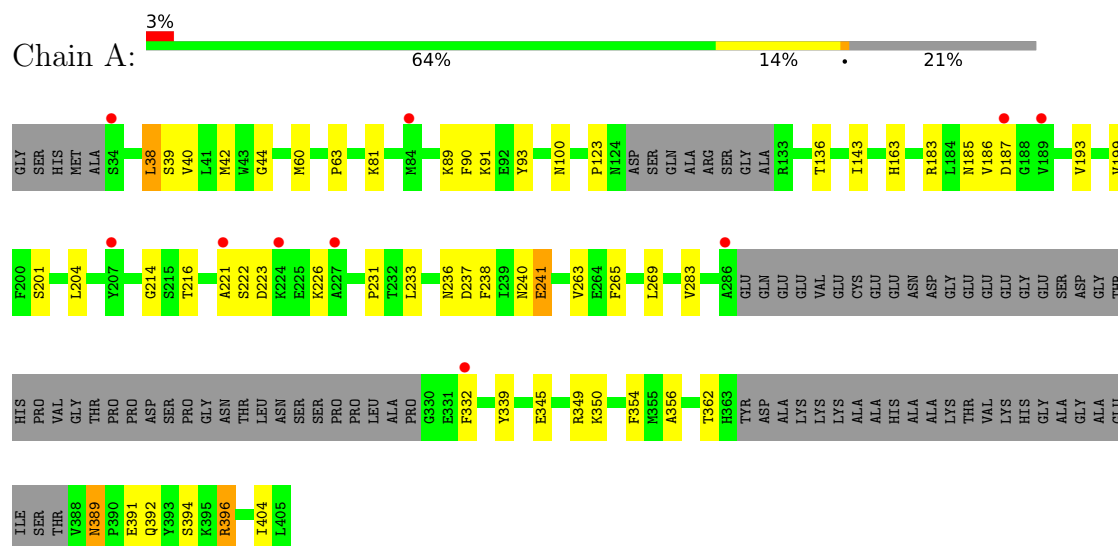 3%
Chain A:
64% 14% • 21%
GLY SER HIS MET ALA S34 L38 S39 V40 L41 M42 W43 G44 M60 P63 K81 M84 K89 F90 K91 E92 Y93 N100 P123 N124 ASP SER GLN ALA ARG SER GLY ALA R133 T136 I143 H163 R183 L184 N185 V186 D187 G188 V189 V193 V199
F200 S201 L204 Y207 G214 S215 T216 A221 S222 D223 K224 E225 K226 A227 P231 T232 L233 N236 D237 F238 I239 N240 E241 V263 E264 F265 L269 V283 A286 GLU GLN GLU GLU VAL GLU CYS GLU GLU ASN ASP GLY GLU GLU GLU GLY GLU GLU SER ASP GLY THR
HIS PRO VAL GLY THR PRO PRO ASP SER PRO GLY ASN THR LEU ASN SER SER PRO PRO LEU ALA PRO G330 E331 F332 Y339 E345 R349 K350 F354 M355 A356 T362 H363 TYR ASP ALA LYS LYS LYS ALA ALA HIS ALA ALA LYS THR VAL LYS HIS GLY ALA GLY ALA GLU
ILE SER THR V388 N389 P390 E391 Q392 Y393 S394 K395 R396 I404 L405